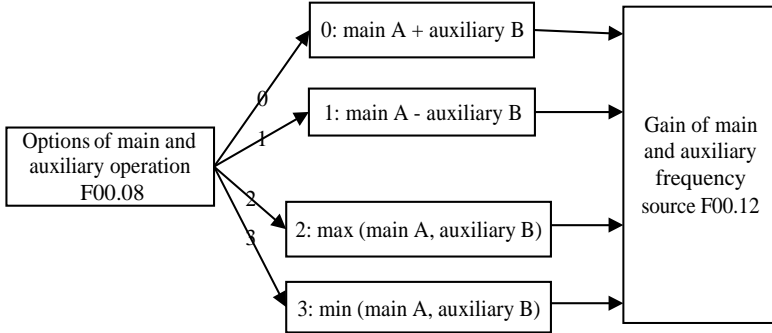 Options of main and
auxiliary operation
F00.08
0
1
2
3
0: main A + auxiliary B
1: main A - auxiliary B
2: max (main A, auxiliary B)
3: min (main A, auxiliary B)
Gain of main
and auxiliary
frequency
source F00.12